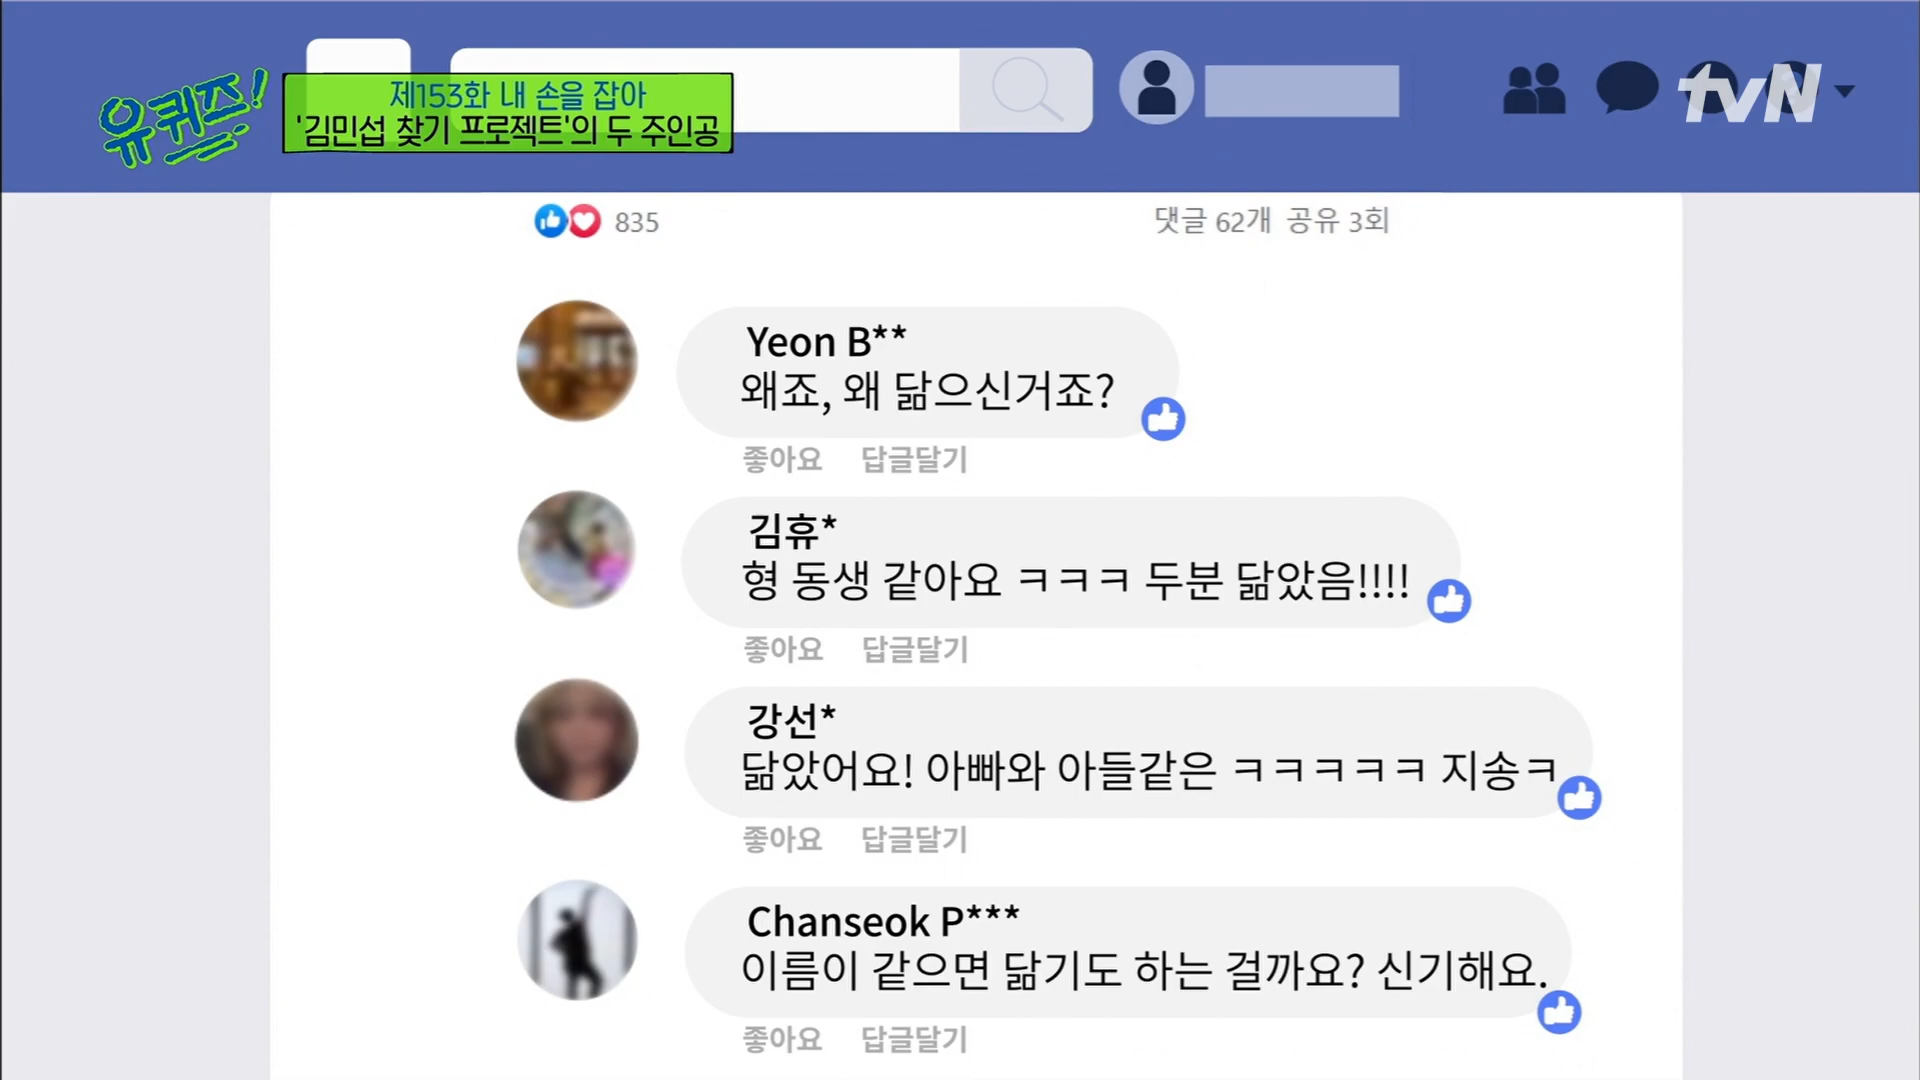 유퀴즈!
제153화 내 손을 잡아
'김민섭 찾기 프로젝트'의 두 주인공
tvN
835
댓글 62개 공유 3회
Yeon B**
왜죠, 왜 닮으신거죠?
좋아요 답글달기
김휴*
형 동생 같아요 ㅋㅋㅋ 두분 닮았음!!!!
좋아요 답글달기
강선*
닮았어요! 아빠와 아들같은 ㅋㅋㅋㅋㅋ 지송ㅋ
좋아요 답글달기
Chanseok P***
이름이 같으면 닮기도 하는 걸까요? 신기해요.
좋아요 답글달기